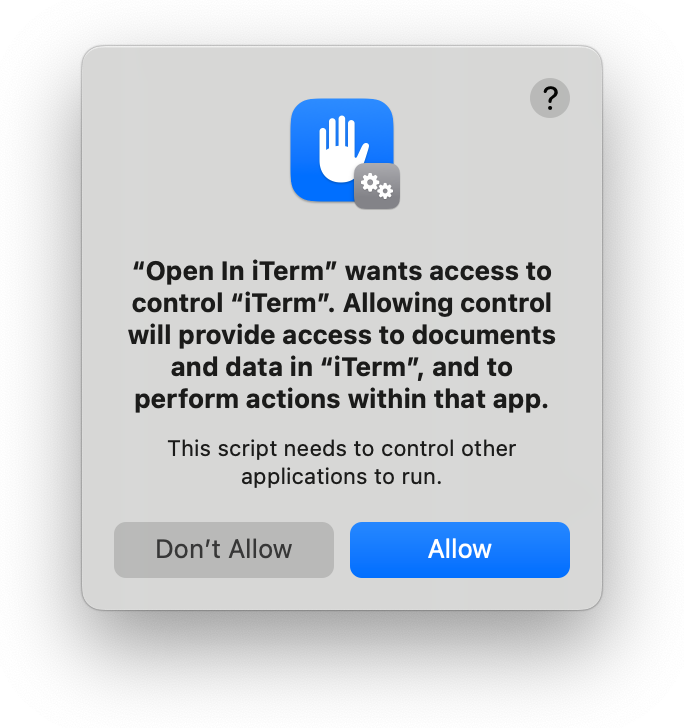 ?
“Open In iTerm” wants access to
control “iTerm”. Allowing control
will provide access to documents
and data in “iTerm”, and to
perform actions within that app.
This script needs to control other
applications to run.
Don’t Allow
Allow